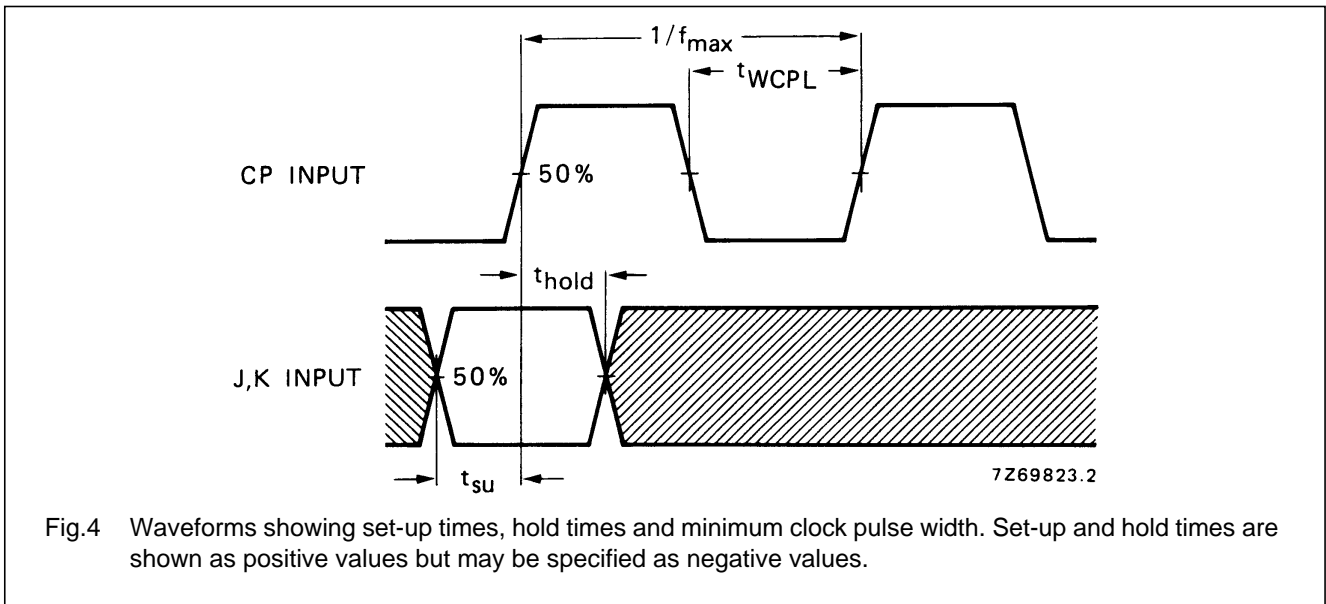 1/fmax
tWCPL
CP INPUT
50%
thold
J,K INPUT
50%
tsu
7Z69823.2
Fig.4 Waveforms showing set-up times, hold times and minimum clock pulse width. Set-up and hold times are
shown as positive values but may be specified as negative values.